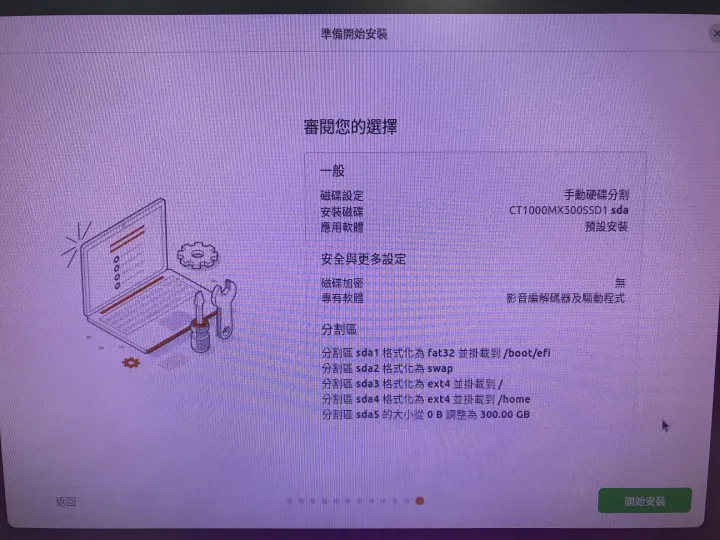 準備開始安裝
審閱您的選擇
一般
磁碟設定 手動硬碟分割
安裝磁碟 CT1000MX500SSD1 sda
應用軟體 預設安裝
安全與更多設定
磁碟加密 無
專有軟體 影音編解碼器及驅動程式
分割區
分割區 sda1 格式化為 fat32 並掛載到 /boot/efi
分割區 sda2 格式化為 swap
分割區 sda3 格式化為 ext4 並掛載到 /
分割區 sda4 格式化為 ext4 並掛載到 /home
分割區 sda5 的大小從 0 B 調整為 300.00 GB
返回 開始安裝